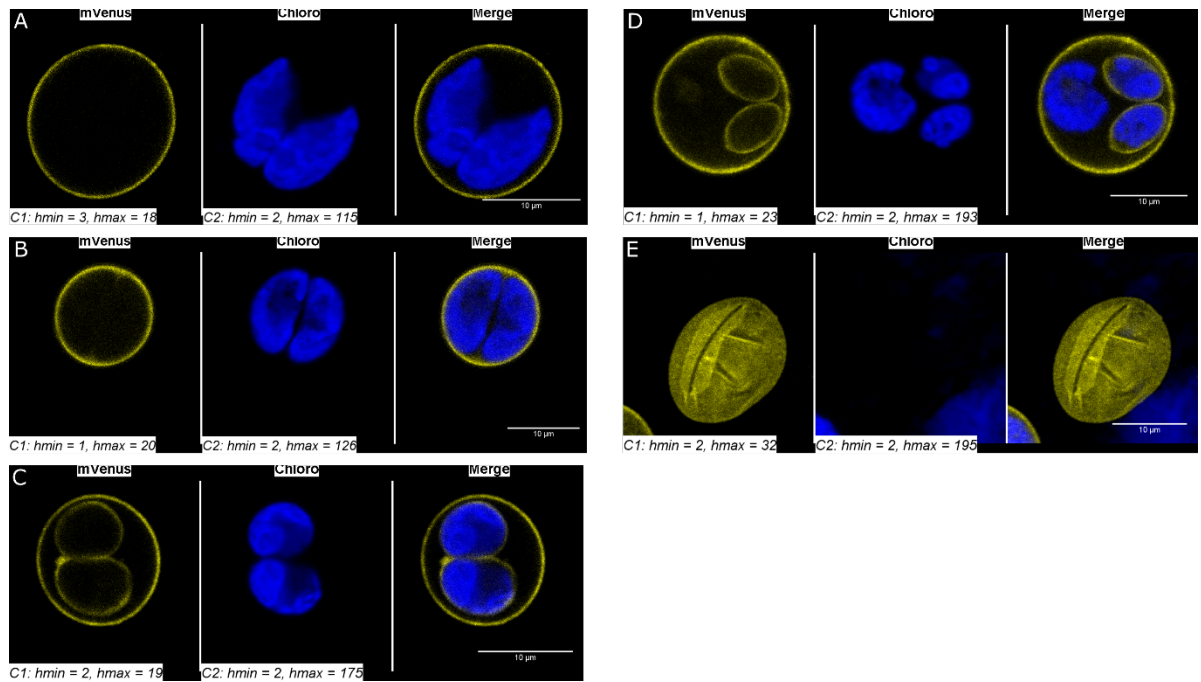 A
mVenus
Chloro
Merge
10 µm
C1: hmin = 3, hmax = 18
C2: hmin = 2, hmax = 115
B
mVenus
Chloro
Merge
10 µm
C1: hmin = 1, hmax = 20
C2: hmin = 2, hmax = 126
C
mVenus
Chloro
Merge
10 µm
C1: hmin = 2, hmax = 19
C2: hmin = 2, hmax = 175
D
mVenus
Chloro
Merge
10 µm
C1: hmin = 1, hmax = 23
C2: hmin = 2, hmax = 193
E
mVenus
Chloro
Merge
10 µm
C1: hmin = 2, hmax = 32
C2: hmin = 2, hmax = 195